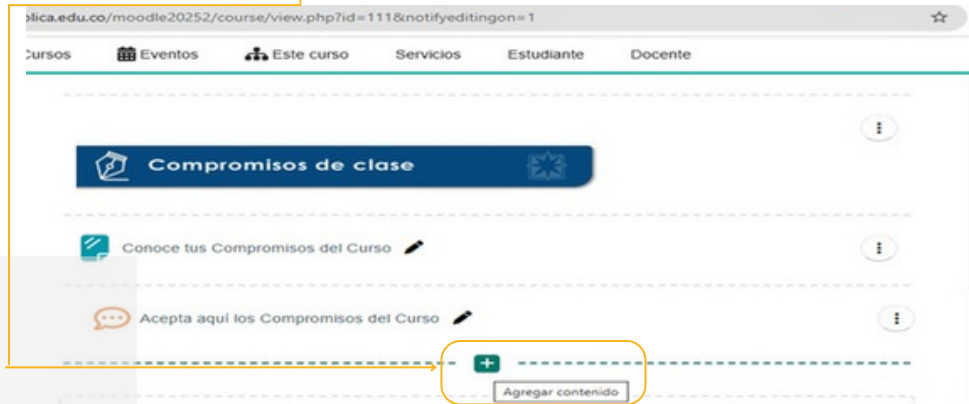 olica.edu.co/moodle20252/course/view.php?id=111&notifyeditingon=1
Cursos Eventos Este curso Servicios Estudiante Docente
Compromisos de clase
Conoce tus Compromisos del Curso
Acepta aquí los Compromisos del Curso
Agregar contenido